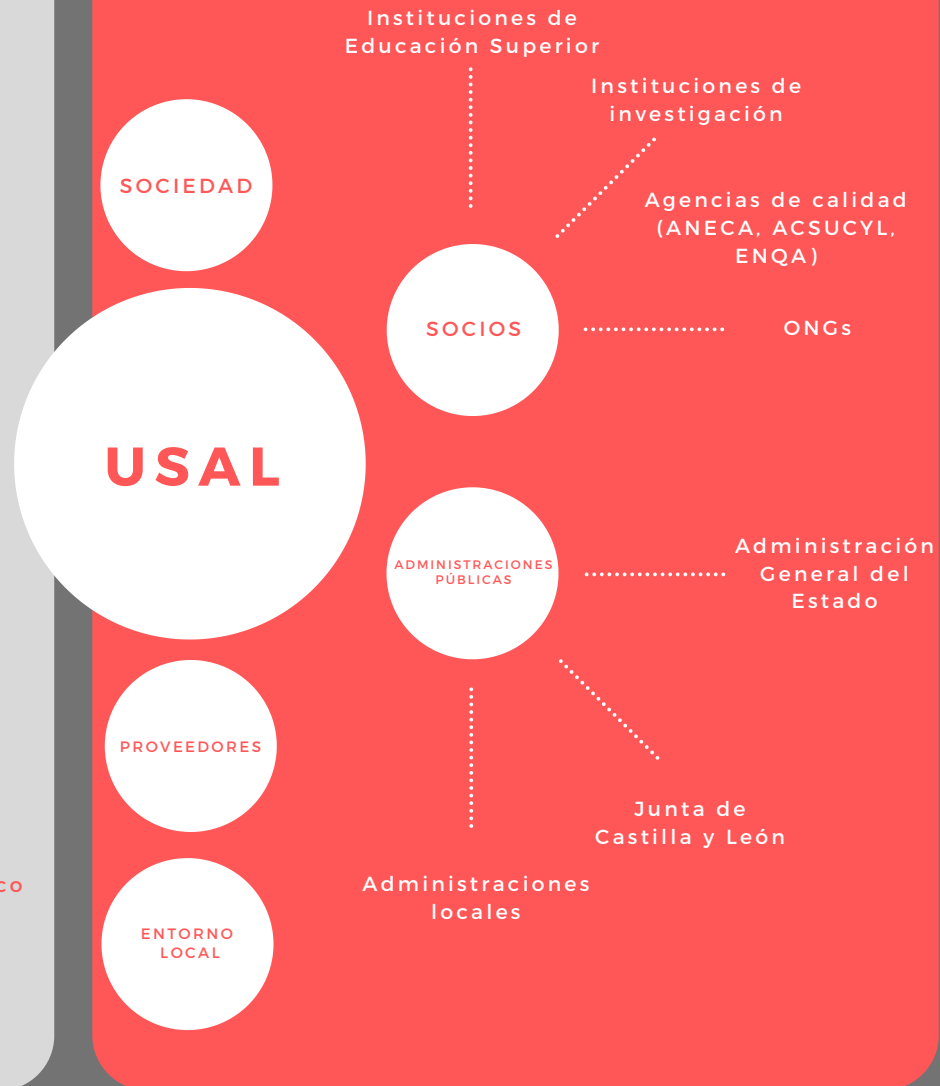 Instituciones de
Educación Superior
Instituciones de
investigación
SOCIEDAD
Agencias de calidad
(ANECA, ACSUCYL,
ENQA)
SOCIOS
ONGs
USAL
ADMINISTRACIONES
PÚBLICAS
Administración
General del
Estado
PROVEEDORES
Junta de
Castilla y León
Administraciones
locales
co
ENTORNO
LOCAL